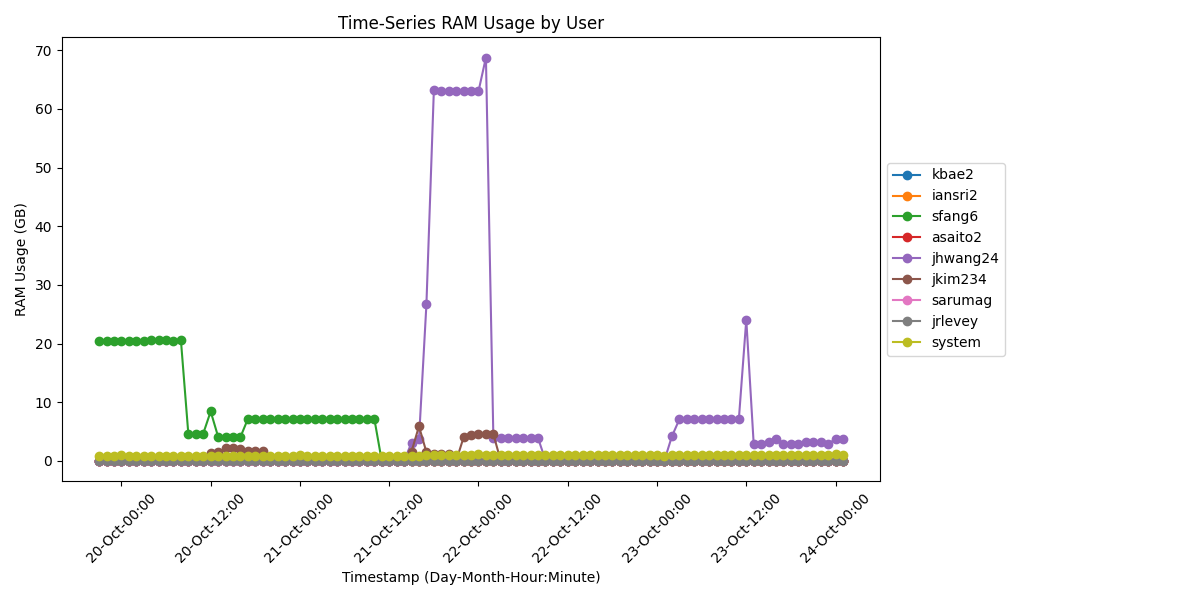 Time-Series RAM Usage by User
RAM Usage (GB)
70
60
50
40
30
20
10
0
20-Oct-00:00
20-Oct-12:00
21-Oct-00:00
21-Oct-12:00
22-Oct-00:00
22-Oct-12:00
23-Oct-00:00
23-Oct-12:00
24-Oct-00:00
Timestamp (Day-Month-Hour:Minute)
kbae2
iansri2
sfang6
asaito2
jhwang24
jkim234
sarumag
jrlevey
system